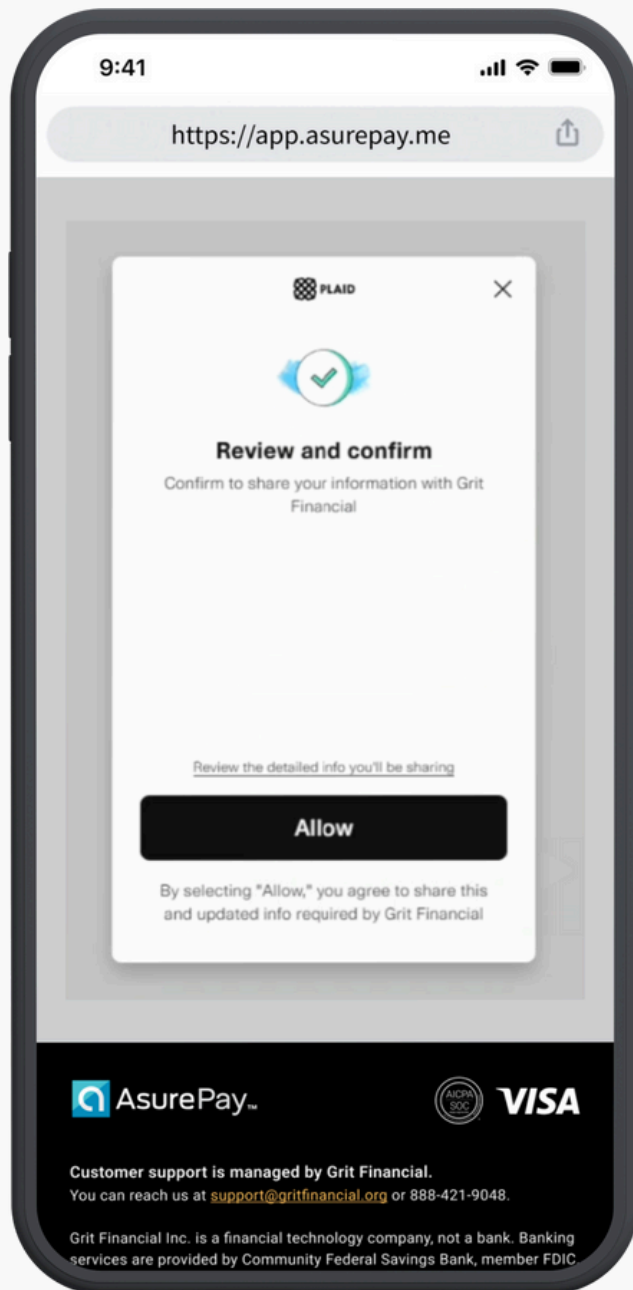 9:41
https://app.asurepay.me
PLAID
Review and confirm
Confirm to share your information with Grit
Financial
Review the detailed info you'll be sharing
Allow
By selecting "Allow," you agree to share this
and updated info required by Grit Financial
AsurePay™
AICPA
SOC
VISA
Customer support is managed by Grit Financial.
You can reach us at support@gritfinancial.org or 888-421-9048.
Grit Financial Inc. is a financial technology company, not a bank. Banking
services are provided by Community Federal Savings Bank, member FDIC.